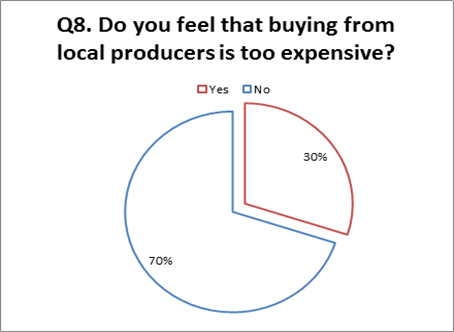 Q8. Do you feel that buying from
local producers is too expensive?
Yes No
30%
70%